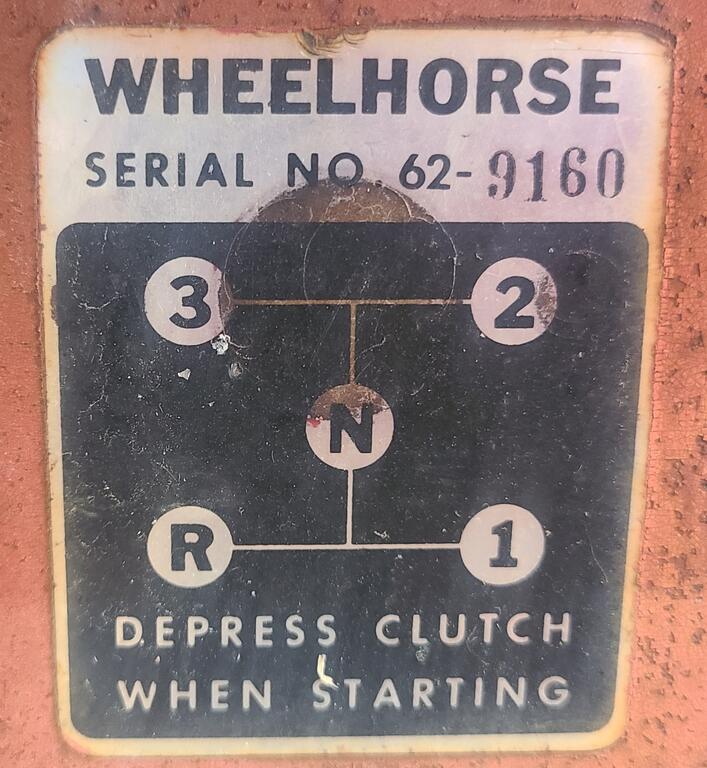 WHEELHORSE
SERIAL NO. 62-9160
3 2
N
R 1
DEPRESS CLUTCH
WHEN STARTING